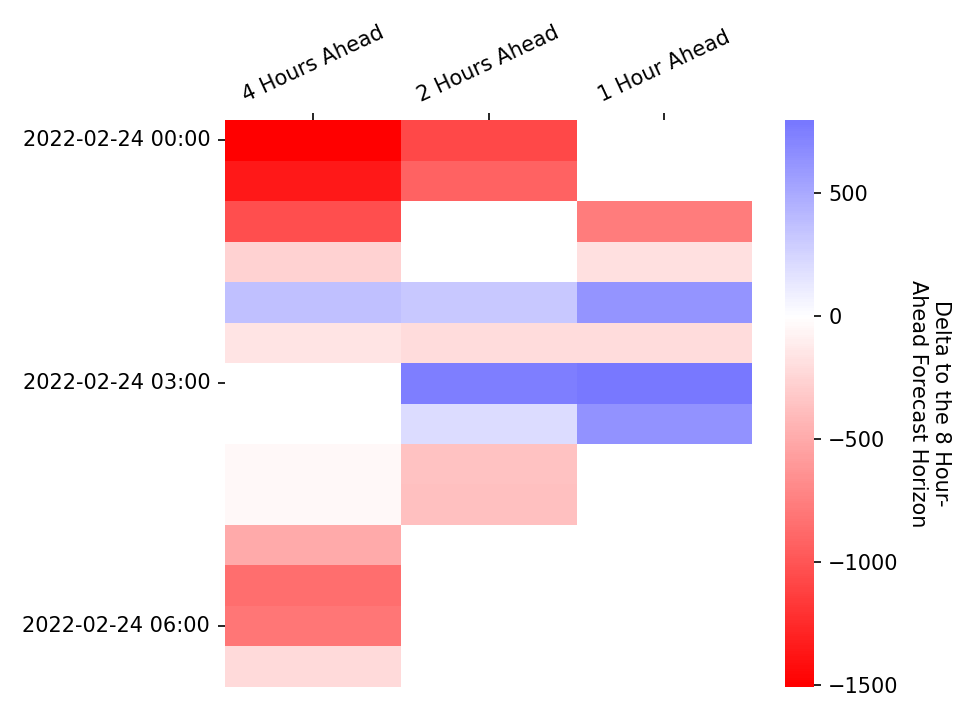 4 Hours Ahead
2 Hours Ahead
1 Hour Ahead
2022-02-24 00:00
2022-02-24 03:00
2022-02-24 06:00
500
0
−500
−1000
−1500
Delta to the 8 Hour-
Ahead Forecast Horizon